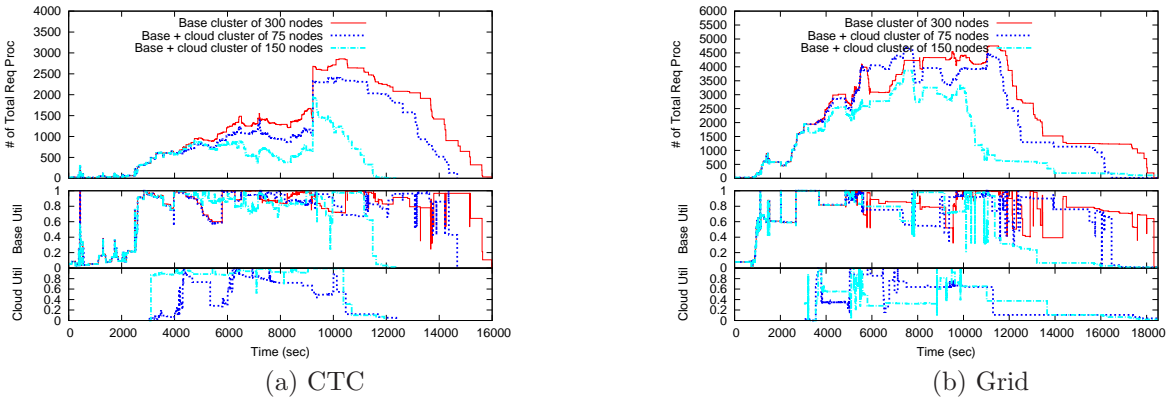 4000
3500
3000
2500
2000
1500
1000
500
0
# of Total Req Proc
Base cluster of 300 nodes
Base + cloud cluster of 75 nodes
Base + cloud cluster of 150 nodes
1
0.8
0.6
0.4
0.2
0
Base Util
0.8
0.6
0.4
0.2
0
Cloud Util
0 2000 4000 6000 8000 10000 12000 14000 16000
Time (sec)
(a) CTC
6000
5500
5000
4500
4000
3500
3000
2500
2000
1500
1000
500
0
# of Total Req Proc
Base cluster of 300 nodes
Base + cloud cluster of 75 nodes
Base + cloud cluster of 150 nodes
1
0.8
0.6
0.4
0.2
0
Base Util
0.8
0.6
0.4
0.2
0
Cloud Util
0 2000 4000 6000 8000 10000 12000 14000 16000 18000
Time (sec)
(b) Grid